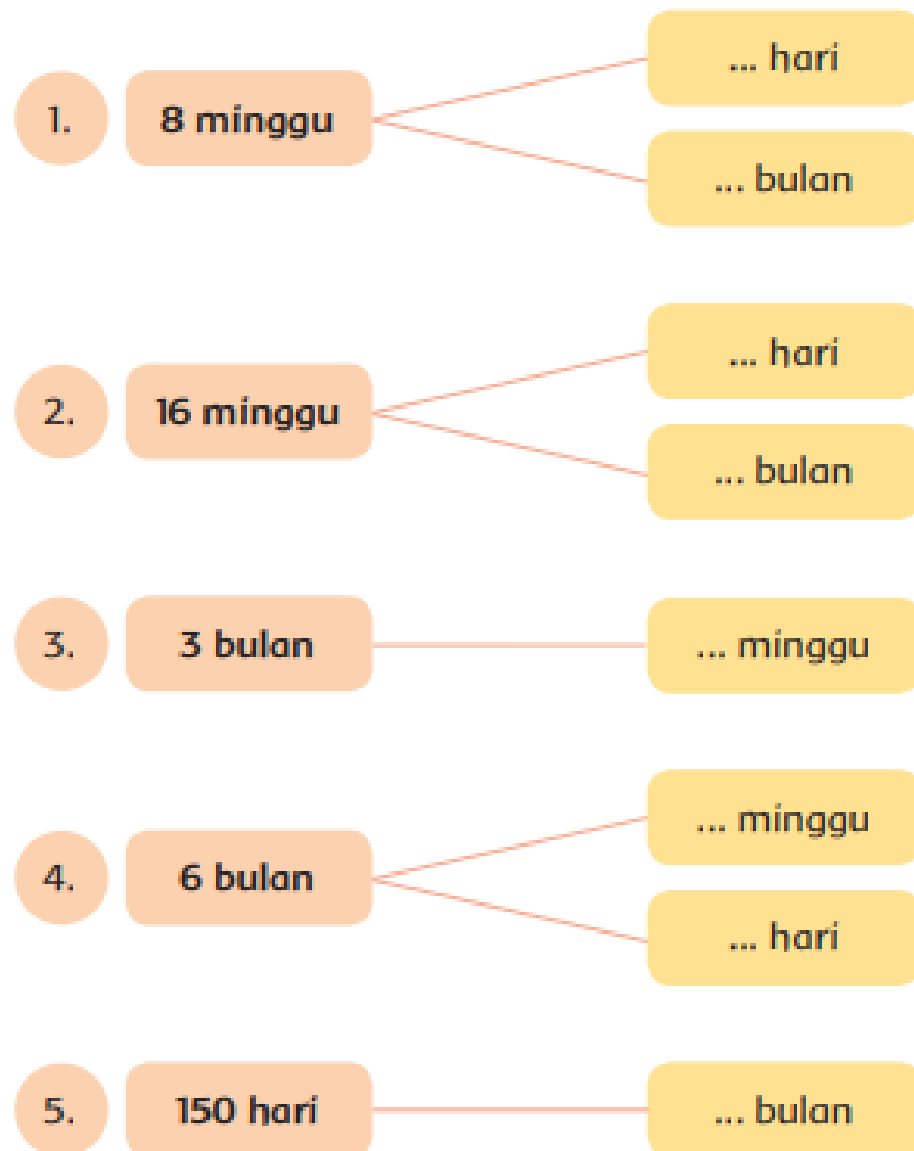 1. 8 minggu
... hari
... bulan
2. 16 minggu
... hari
... bulan
3. 3 bulan ... minggu
4. 6 bulan
... minggu
... hari
5. 150 hari ... bulan